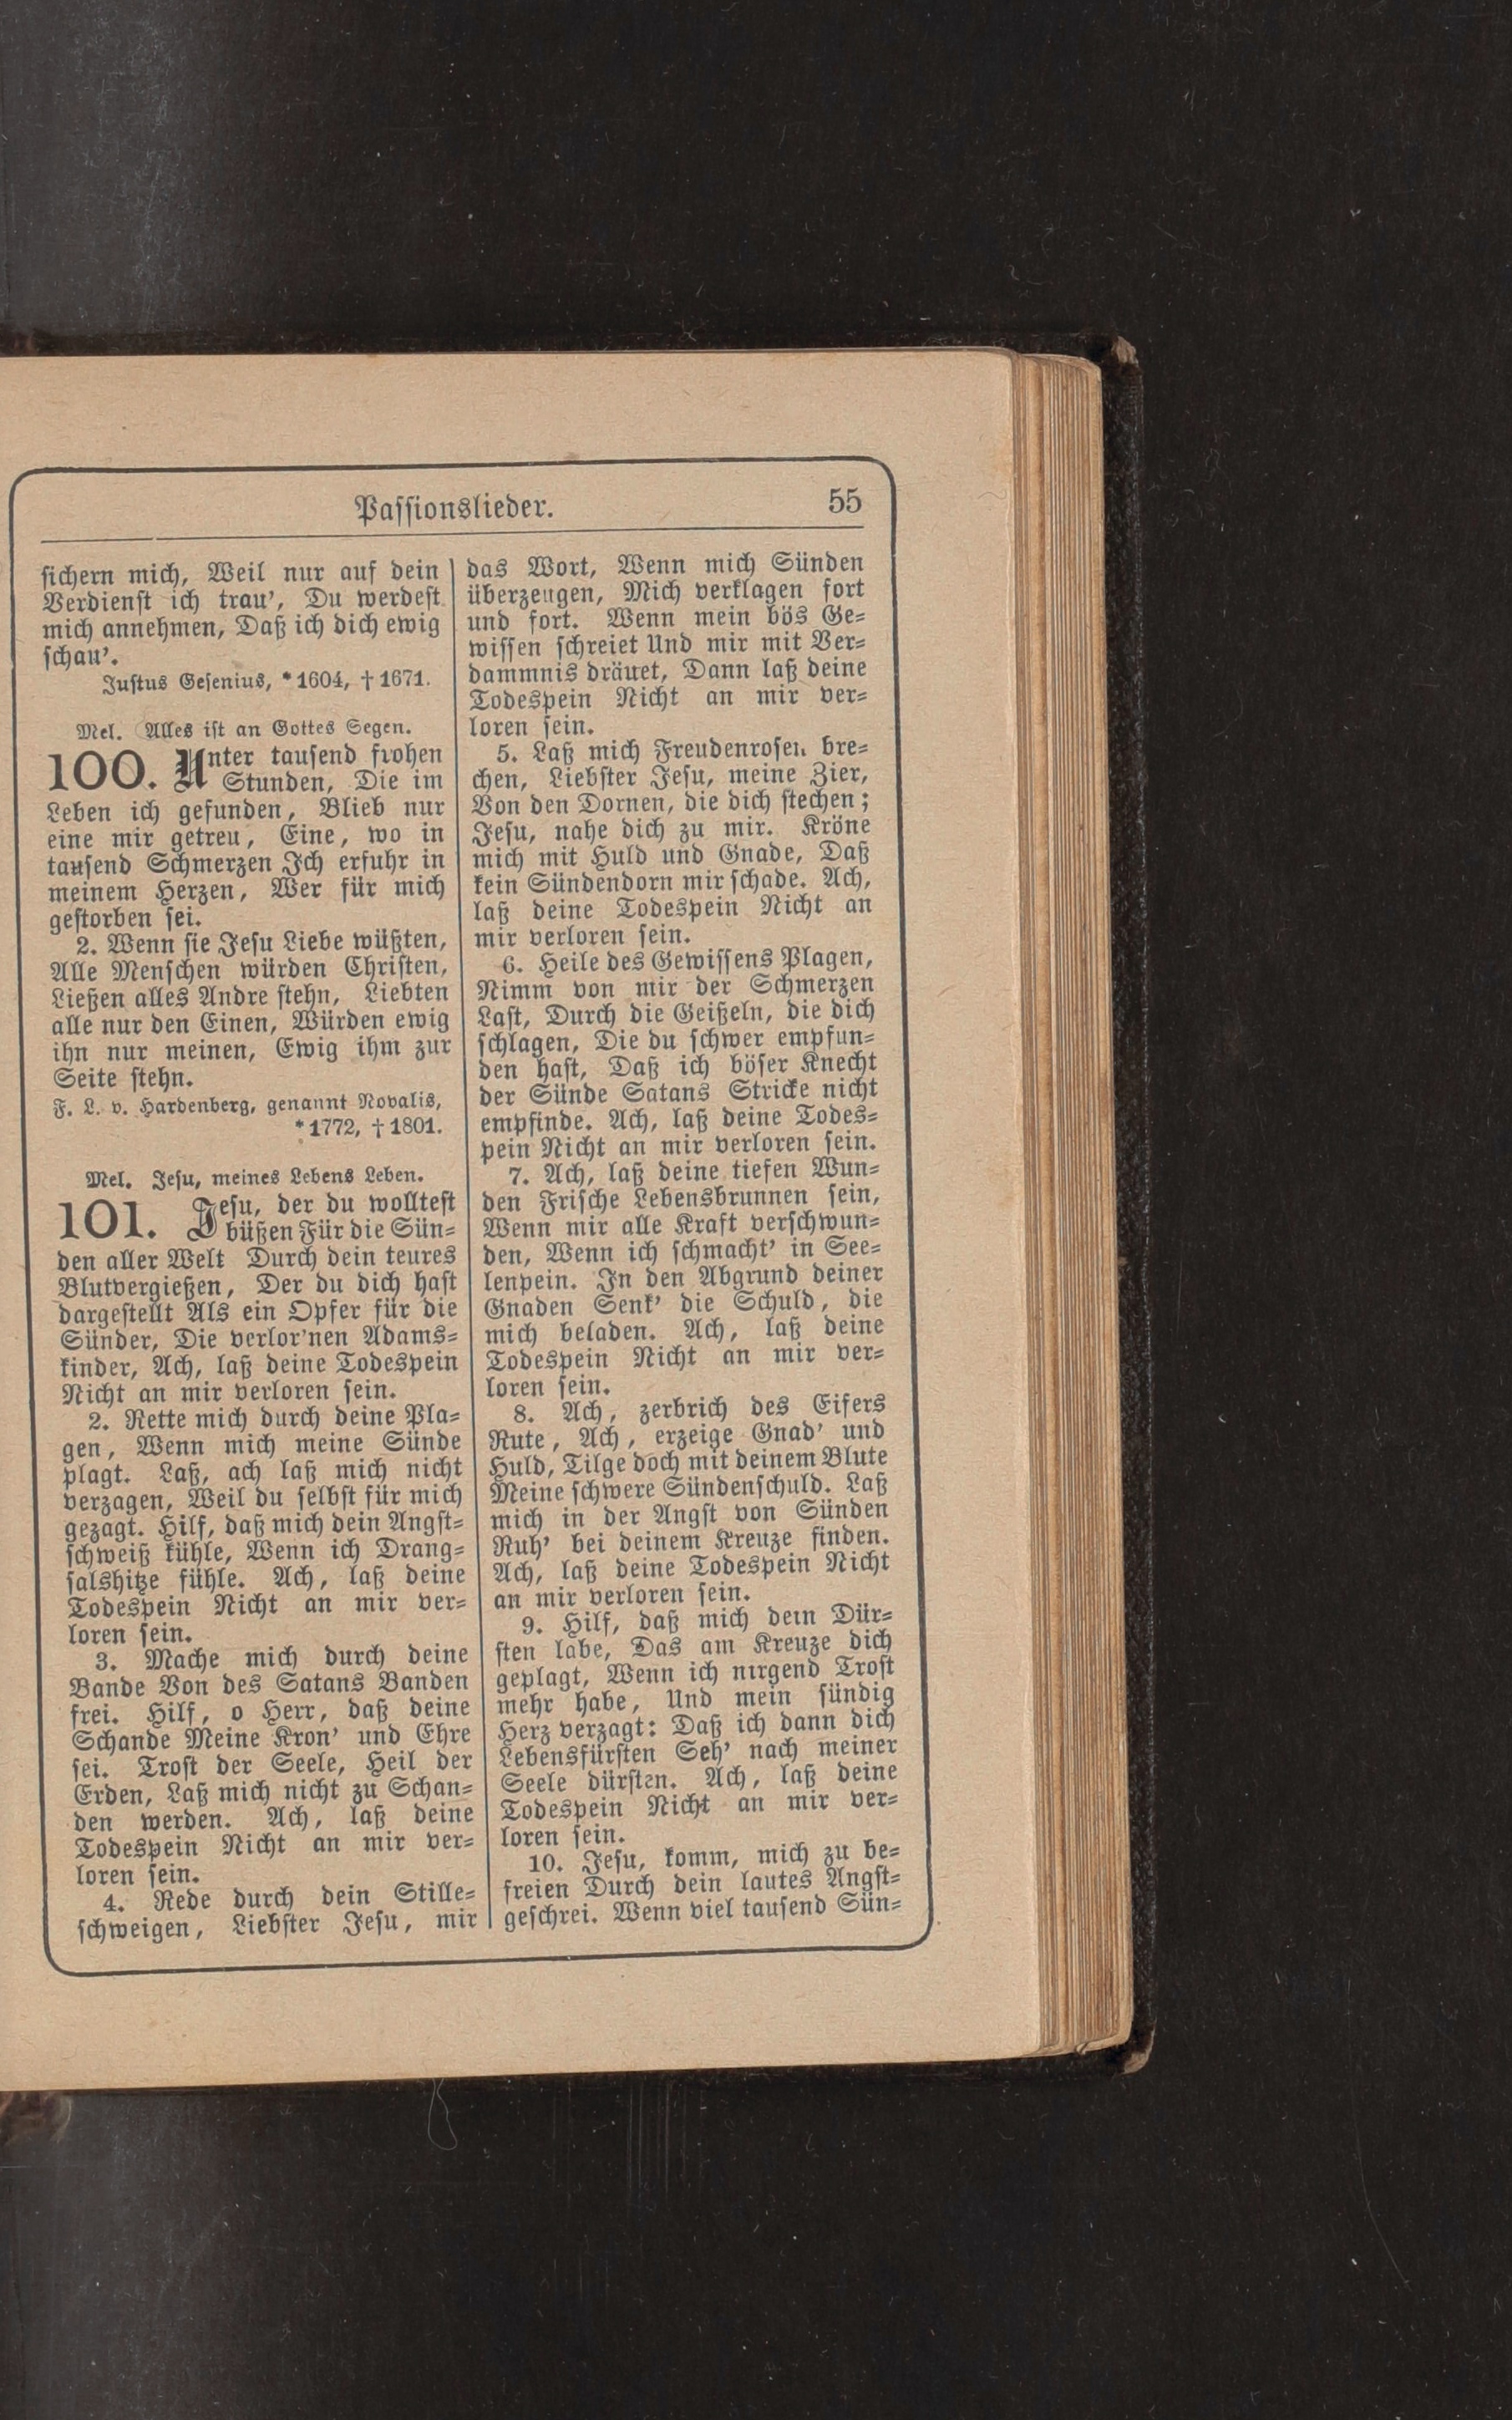 Passionslieder.
55
sichern mich, Weil nur auf dein
Verdienst ich trau', Du werdest
mich annehmen, Daß ich dich ewig
schau'.
Justus Gesenius, * 1604, † 1671.
Mel. Alles ist an Gottes Segen.
100. Unter tausend frohen
Stunden, Die im
Leben ich gefunden, Blieb nur
eine mir getreu, Eine, wo in
tausend Schmerzen Ich erfuhr in
meinem Herzen, Wer für mich
gestorben sei.
2. Wenn sie Jesu Liebe wüßten,
Alle Menschen würden Christen,
Ließen alles Andre stehn, Liebten
alle nur den Einen, Würden ewig
ihn nur meinen, Ewig ihm zur
Seite stehn.
F. L. v. Hardenberg, genannt Novalis,
* 1772, † 1801.
Mel. Jesu, meines Lebens Leben.
101. Jesu, der du wolltest
büßen Für die Sün-
den aller Welt Durch dein teures
Blutvergießen, Der du dich hast
dargestellt Als ein Opfer für die
Sünder, Die verlor'nen Adams-
kinder, Ach, laß deine Todespein
Nicht an mir verloren sein.
2. Rette mich durch deine Pla-
gen, Wenn mich meine Sünde
plagt. Laß, ach laß mich nicht
verzagen, Weil du selbst für mich
gezagt. Hilf, daß mich dein Angst-
schweiß kühle, Wenn ich Drang-
salshitze fühle. Ach, laß deine
Todespein Nicht an mir ver-
loren sein.
3. Mache mich durch deine
Bande Von des Satans Banden
frei. Hilf, o Herr, daß deine
Schande Meine Kron' und Ehre
sei. Trost der Seele, Heil der
Erden, Laß mich nicht zu Schan-
den werden. Ach, laß deine
Todespein Nicht an mir ver-
loren sein.
4. Rede durch dein Stille-
schweigen, Liebster Jesu, mir
das Wort, Wenn mich Sünden
überzeugen, Mich verklagen fort
und fort. Wenn mein bös Ge-
wissen schreiet Und mir mit Ver-
dammnis dräuet, Dann laß deine
Todespein Nicht an mir ver-
loren sein.
5. Laß mich Freudenrosen bre-
chen, Liebster Jesu, meine Zier,
Von den Dornen, die dich stechen;
Jesu, nahe dich zu mir. Kröne
mich mit Huld und Gnade, Daß
kein Sündendorn mir schade. Ach,
laß deine Todespein Nicht an
mir verloren sein.
6. Heile des Gewissens Plagen,
Nimm von mir der Schmerzen
Last, Durch die Geißeln, die dich
schlagen, Die du schwer empfun-
den hast, Daß ich böser Knecht
der Sünde Satans Stricke nicht
empfinde. Ach, laß deine Todes-
pein Nicht an mir verloren sein.
7. Ach, laß deine tiefen Wun-
den Frische Lebensbrunnen sein,
Wenn mir alle Kraft verschwun-
den, Wenn ich schmacht' in See-
lenpein. In den Abgrund deiner
Gnaden Senk' die Schuld, die
mich beladen. Ach, laß deine
Todespein Nicht an mir ver-
loren sein.
8. Ach, zerbrich des Eifers
Rute, Ach, erzeige Gnad' und
Huld, Tilge doch mit deinem Blute
Meine schwere Sündenschuld. Laß
mich in der Angst von Sünden
Ruh' bei deinem Kreuze finden.
Ach, laß deine Todespein Nicht
an mir verloren sein.
9. Hilf, daß mich dein Dür-
sten labe, Das am Kreuze dich
geplagt, Wenn ich nirgend Trost
mehr habe, Und mein sündig
Herz verzagt: Daß ich dann dich
Lebensfürsten Seh' nach meiner
Seele dürsten. Ach, laß deine
Todespein Nicht an mir ver-
loren sein.
10. Jesu, komm, mich zu be-
freien Durch dein lautes Angst-
geschrei. Wenn viel tausend Sün-